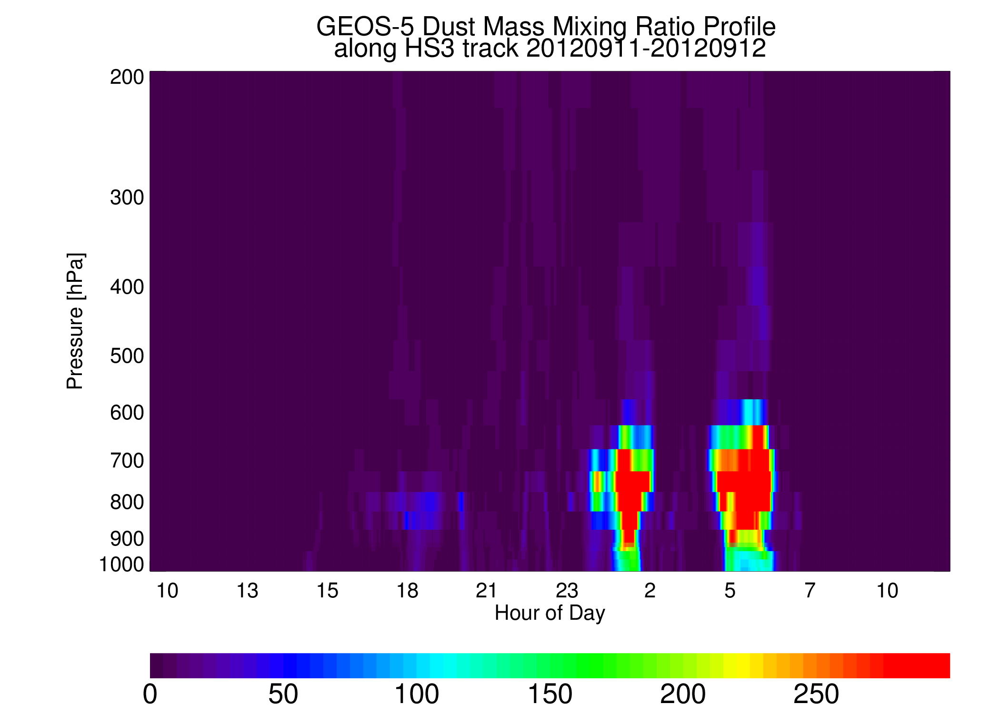 GEOS-5 Dust Mass Mixing Ratio Profile
along HS3 track 20120911-20120912
Pressure [hPa]
200
300
400
500
600
700
800
900
1000
10 13 15 18 21 23 2 5 7 10
Hour of Day
0 50 100 150 200 250